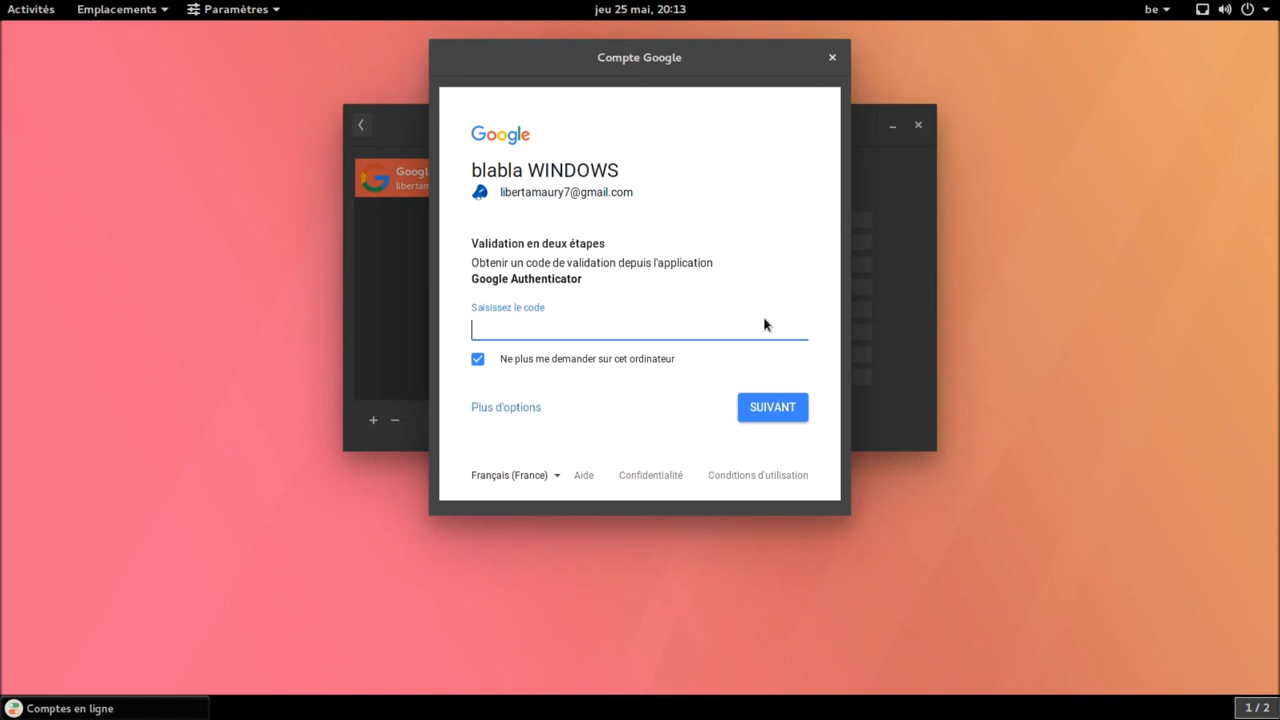 Activités Emplacements Paramètres jeu 25 mai, 20:13 be
Compte Google
Google
blabla WINDOWS
libertamaury7@gmail.com
Googl
libertam
Validation en deux étapes
Obtenir un code de validation depuis l'application
Google Authenticator
Saisissez le code
Ne plus me demander sur cet ordinateur
Plus d'options SUIVANT
Français (France) Aide Confidentialité Conditions d'utilisation
Comptes en ligne 1 / 2